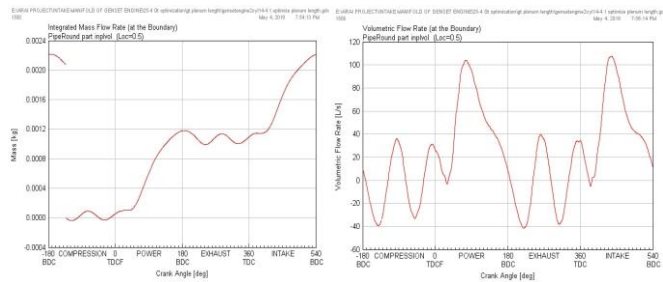 Integrated Mass Flow Rate (at the Boundary)
PipeRound part inplvol (Loc=0.5)
May 4, 2018 7:54:13 PM
0.0024
0.0020
0.0016
0.0012
0.0008
0.0004
0.0000
-0.0004
Mass [kg]
-180 COMPRESSION 0 POWER 180 EXHAUST 360 INTAKE 540
BDC TDCF BDC TDC BDC
Crank Angle [deg]
Volumetric Flow Rate (at the Boundary)
PipeRound part inplvol (Loc=0.5)
120
100
80
60
40
20
0
-20
-40
-60
Volumetric Flow Rate [L/s]
-180 COMPRESSION 0 POWER 180 EXHAUST 360 INTAKE 540
BDC TDCF BDC TDC BDC
Crank Angle [deg]